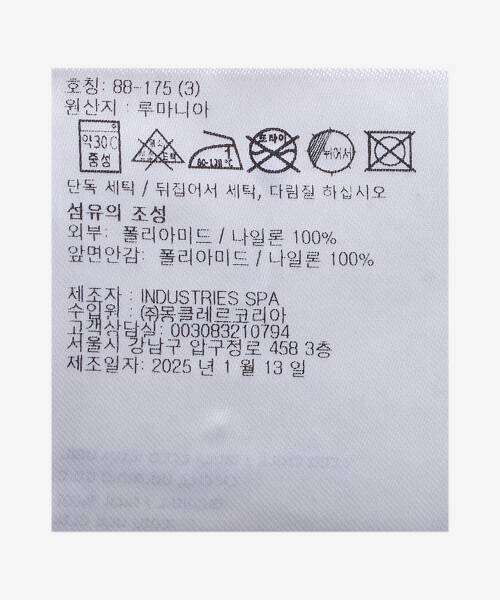 호칭: 88-175 (3)
원산지 : 루마니아
약 30℃
중성
80-120℃
드라이
뉘어서
단독 세탁 / 뒤집어서 세탁, 다림질 하십시오
섬유의 조성
외부: 폴리아미드 / 나일론 100%
앞면안감: 폴리아미드 / 나일론 100%
제조자 : INDUSTRIES SPA
수입원 : ㈜몽클레르코리아
고객상담실: 003083210794
서울시 강남구 압구정로 458 3층
제조일자: 2025 년 1 월 13 일